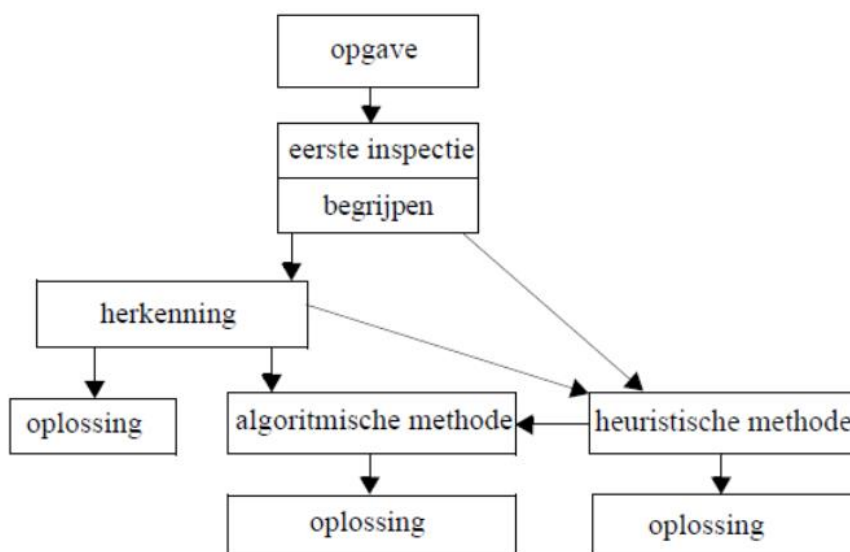 opgave
eerste inspectie
begrijpen
herkenning
oplossing
algoritmische methode
heuristische methode
oplossing
oplossing